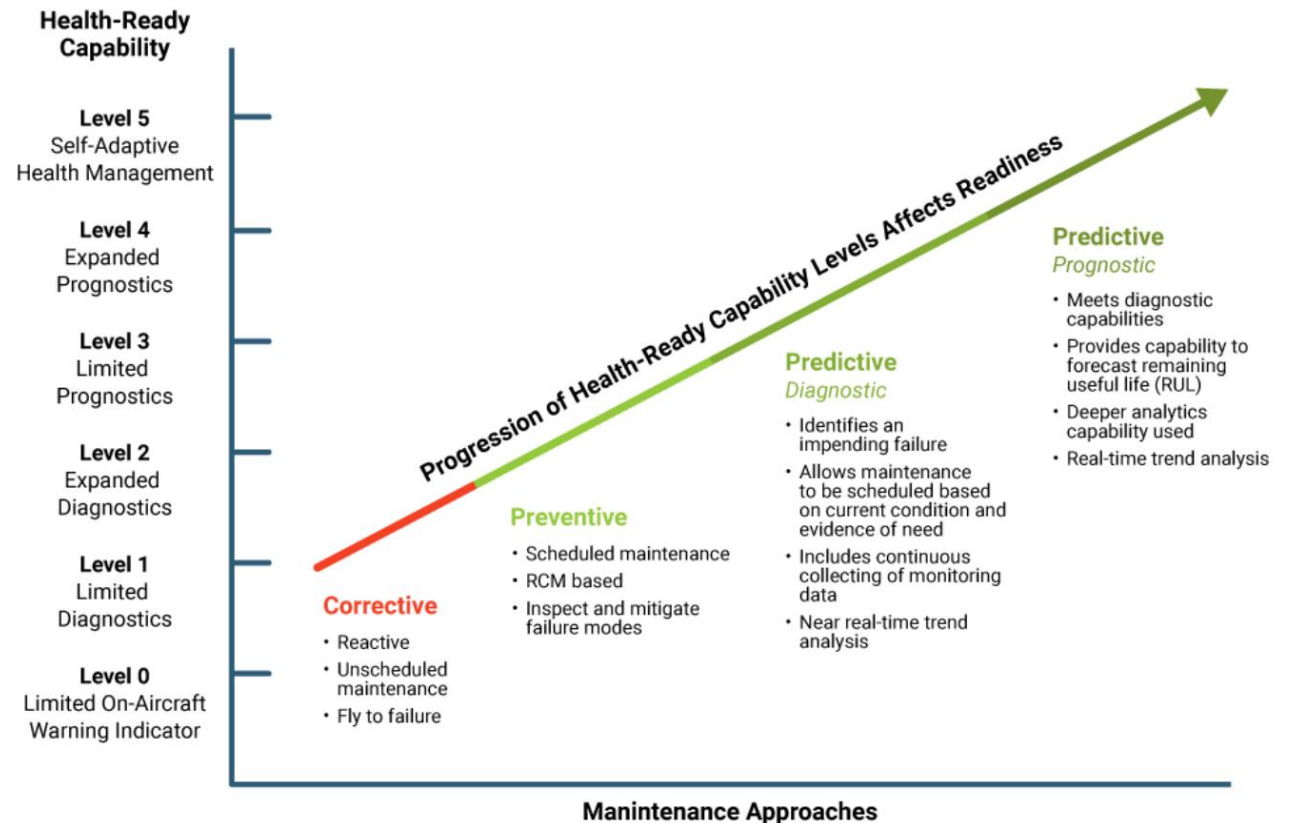 Health-Ready
Capability
Level 5
Self-Adaptive
Health Management
Level 4
Expanded
Prognostics
Level 3
Limited
Prognostics
Level 2
Expanded
Diagnostics
Level 1
Limited
Diagnostics
Level 0
Limited On-Aircraft
Warning Indicator
Progression of Health-Ready Capability Levels Affects Readiness
Corrective
• Reactive
• Unscheduled
maintenance
• Fly to failure
Preventive
• Scheduled maintenance
• RCM based
• Inspect and mitigate
failure modes
Predictive
Diagnostic
• Identifies an
impending failure
• Allows maintenance
to be scheduled based
on current condition and
evidence of need
• Includes continuous
collecting of monitoring
data
• Near real-time trend
analysis
Predictive
Prognostic
• Meets diagnostic
capabilities
• Provides capability to
forecast remaining
useful life (RUL)
• Deeper analytics
capability used
• Real-time trend analysis
Manintenance Approaches